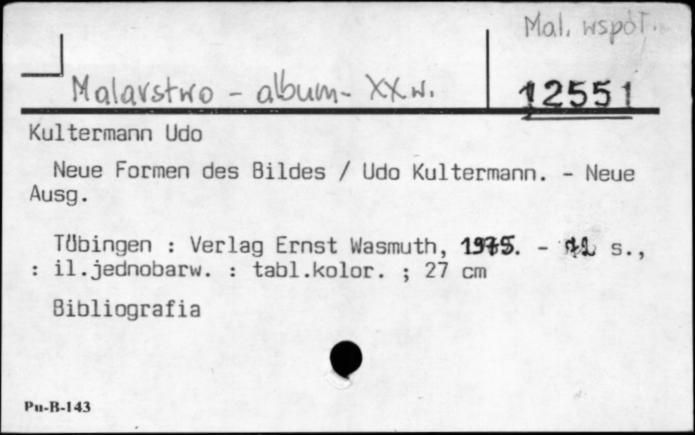 Mal. współ.
Malarstwo - album - XX w.
12551
Kultermann Udo
Neue Formen des Bildes / Udo Kultermann. - Neue
Ausg.
Tübingen : Verlag Ernst Wasmuth, 1975. - s.,
: il.jednobarw. : tabl.kolor. ; 27 cm
Bibliografia
Pu-B-143